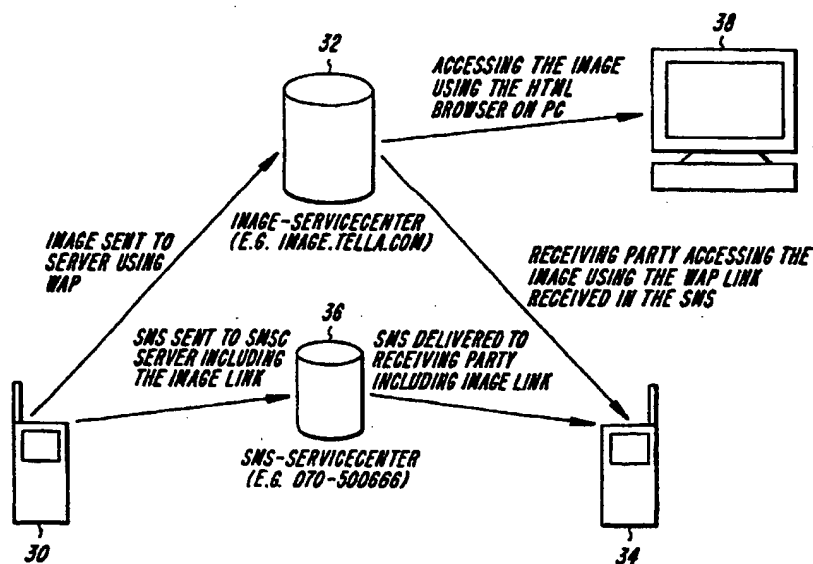 32
38
ACCESSING THE IMAGE
USING THE HTML
BROWSER ON PC
IMAGE-SERVICECENTER
(E.G. IMAGE.TELLA.COM)
IMAGE SENT TO
SERVER USING
WAP
RECEIVING PARTY ACCESSING THE
IMAGE USING THE WAP LINK
RECEIVED IN THE SMS
36
SMS SENT TO SMSC
SERVER INCLUDING
THE IMAGE LINK
SMS DELIVERED TO
RECEIVING PARTY
INCLUDING IMAGE LINK
SMS-SERVICECENTER
(E.G. 070-500666)
30
34